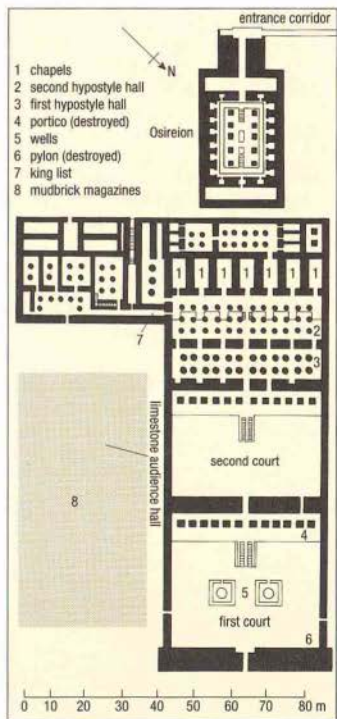 entrance corridor
N
1 chapels
2 second hypostyle hall
3 first hypostyle hall
4 portico (destroyed)
5 wells
6 pylon (destroyed)
7 king list
8 mudbrick magazines
Osireion
1 1 1 1 1 1 1
2
7
3
limestone audience hall
second court
8
4
5
first court
6
0 10 20 30 40 50 60 70 80 m